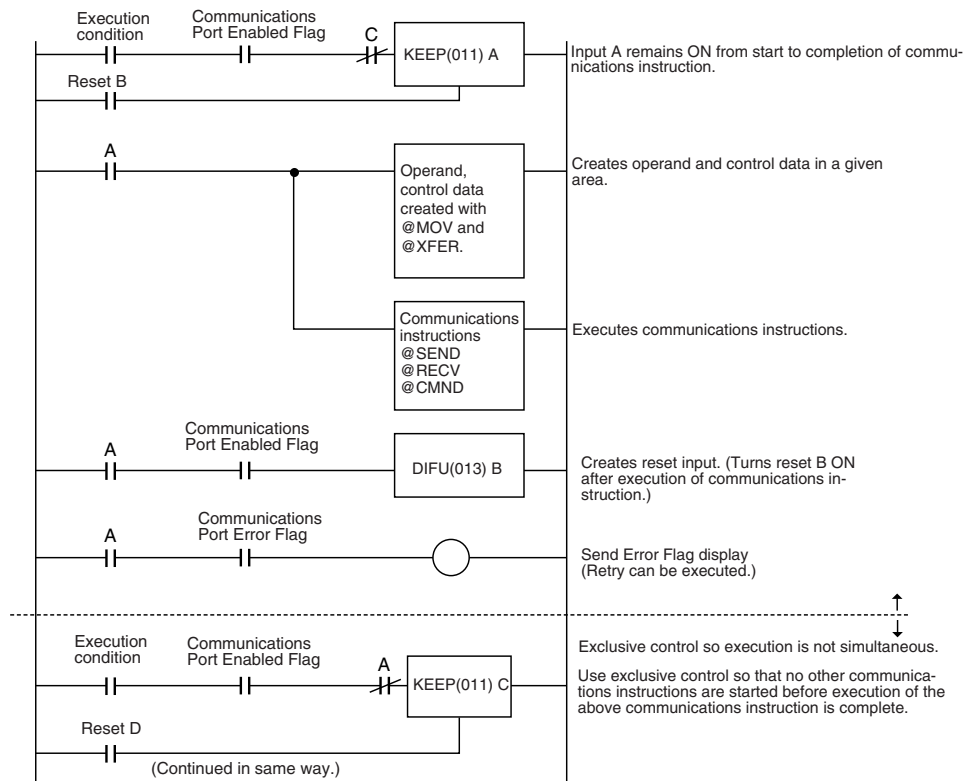 Execution
condition
Communications
Port Enabled Flag
C
KEEP(011) A
Input A remains ON from start to completion of commu-
nications instruction.
Reset B
A
Operand,
control data
created with
@MOV and
@XFER.
Creates operand and control data in a given
area.
Communications
instructions
@SEND
@RECV
@CMND
Executes communications instructions.
A
Communications
Port Enabled Flag
DIFU(013) B
Creates reset input. (Turns reset B ON
after execution of communications in-
struction.)
A
Communications
Port Error Flag
Send Error Flag display
(Retry can be executed.)
Exclusive control so execution is not simultaneous.
Execution
condition
Communications
Port Enabled Flag
A
KEEP(011) C
Use exclusive control so that no other communica-
tions instructions are started before execution of the
above communications instruction is complete.
Reset D
(Continued in same way.)